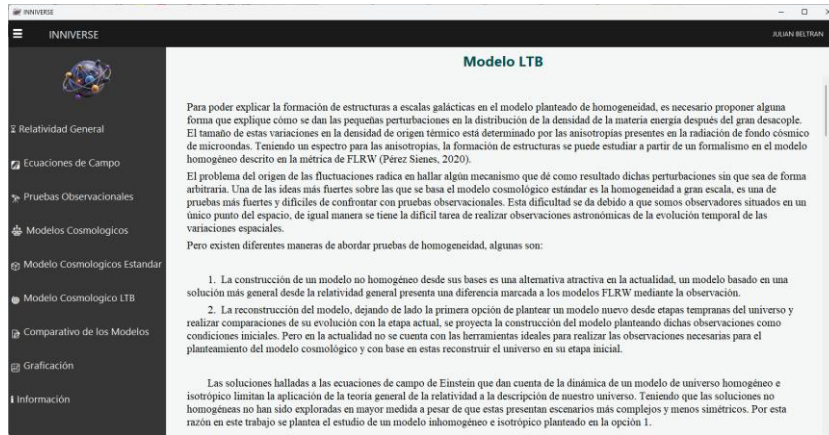 INNIVERSE
INNIVERSE
JULIAN BELTRAN
Relatividad General
Ecuaciones de Campo
Pruebas Observacionales
Modelos Cosmologicos
Modelo Cosmologicos Estandar
Modelo Cosmologico LTB
Comparativo de los Modelos
Graficación
Información
Modelo LTB
Para poder explicar la formación de estructuras a escalas galácticas en el modelo planteado de homogeneidad, es necesario proponer alguna
forma que explique cómo se dan las pequeñas perturbaciones en la distribución de la densidad de la materia energía después del gran desacople.
El tamaño de estas variaciones en la densidad de origen térmico está determinado por las anisotropías presentes en la radiación de fondo cósmico
de microondas. Teniendo un espectro para las anisotropías, la formación de estructuras se puede estudiar a partir de un formalismo en el modelo
homogéneo descrito en la métrica de FLRW (Pérez Sienes, 2020).
El problema del origen de las fluctuaciones radica en hallar algún mecanismo que dé como resultado dichas perturbaciones sin que sea de forma
arbitraria. Una de las ideas más fuertes sobre las que se basa el modelo cosmológico estándar es la homogeneidad a gran escala, es una de
pruebas más fuertes y difíciles de confrontar con pruebas observacionales. Esta dificultad se da debido a que somos observadores situados en un
único punto del espacio, de igual manera se tiene la difícil tarea de realizar observaciones astronómicas de la evolución temporal de las
variaciones espaciales.
Pero existen diferentes maneras de abordar pruebas de homogeneidad, algunas son:
1. La construcción de un modelo no homogéneo desde sus bases es una alternativa atractiva en la actualidad, un modelo basado en una
solución más general desde la relatividad general presenta una diferencia marcada a los modelos FLRW mediante la observación.
2. La reconstrucción del modelo, dejando de lado la primera opción de plantear un modelo nuevo desde etapas tempranas del universo y
realizar comparaciones de su evolución con la etapa actual, se proyecta la construcción del modelo planteando dichas observaciones como
condiciones iniciales. Pero en la actualidad no se cuenta con las herramientas ideales para realizar las observaciones necesarias para el
planteamiento del modelo cosmológico y con base en estas reconstruir el universo en su etapa inicial.
Las soluciones halladas a las ecuaciones de campo de Einstein que dan cuenta de la dinámica de un modelo de universo homogéneo e
isotrópico limitan la aplicación de la teoría general de la relatividad a la descripción de nuestro universo. Teniendo que las soluciones no
homogéneas no han sido exploradas en mayor medida a pesar de que estas presentan escenarios más complejos y menos simétricos. Por esta
razón en este trabajo se plantea el estudio de un modelo inhomogéneo e isotrópico planteado en la opción 1.